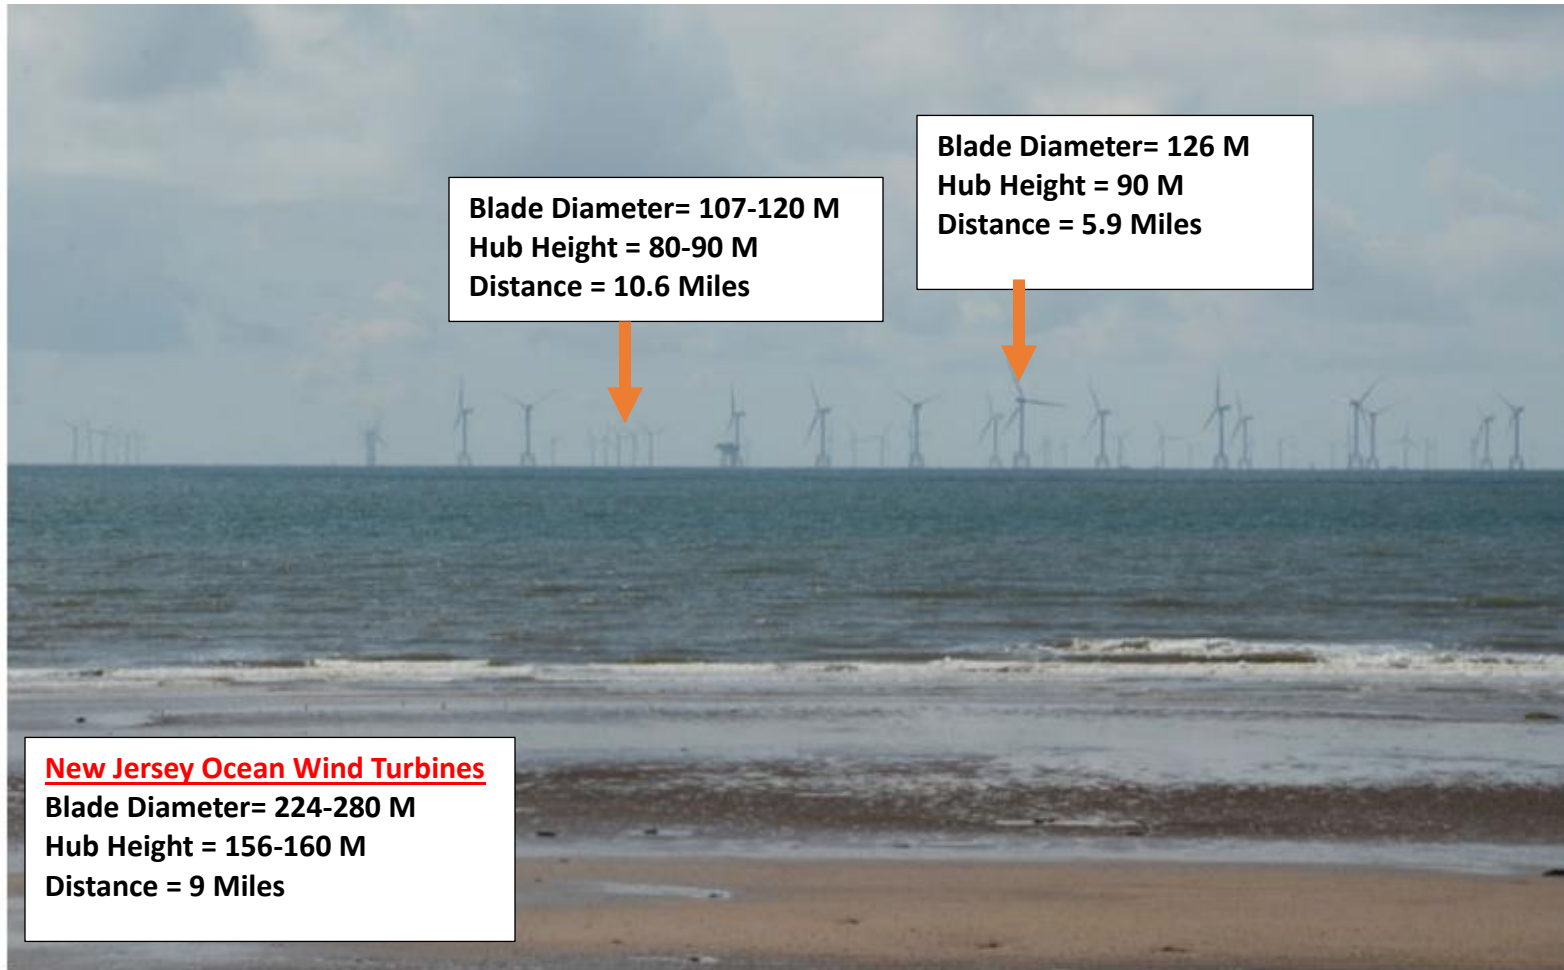 Blade Diameter= 126 M
Hub Height = 90 M
Distance = 5.9 Miles
Blade Diameter= 107-120 M
Hub Height = 80-90 M
Distance = 10.6 Miles
New Jersey Ocean Wind Turbines
Blade Diameter= 224-280 M
Hub Height = 156-160 M
Distance = 9 Miles